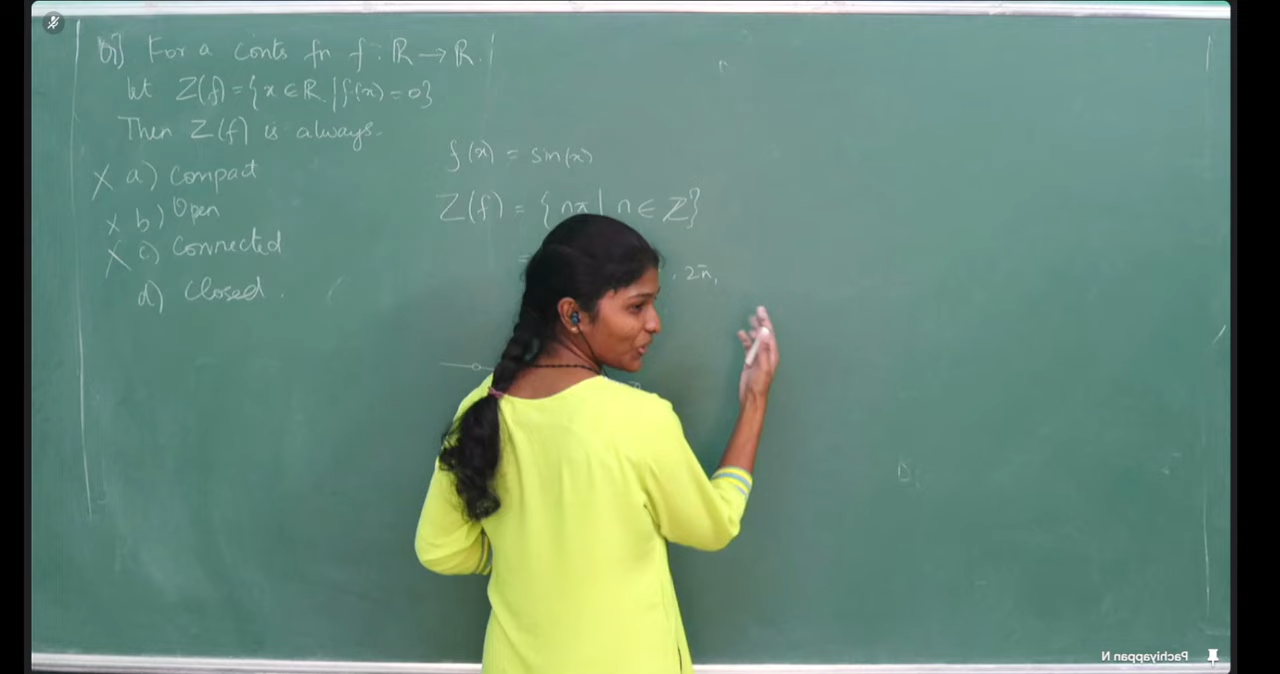 For a conts fn f : ℝ → ℝ.
let Z(f) = {x ∈ ℝ | f(x) = 0}
Then Z(f) is always.
X a) Compact
X b) Open
X c) Connected
d) Closed.
f(x) = sin(x)
Z(f) = {nπ | n ∈ Z}
=
, 2π,
Pachiyappan N